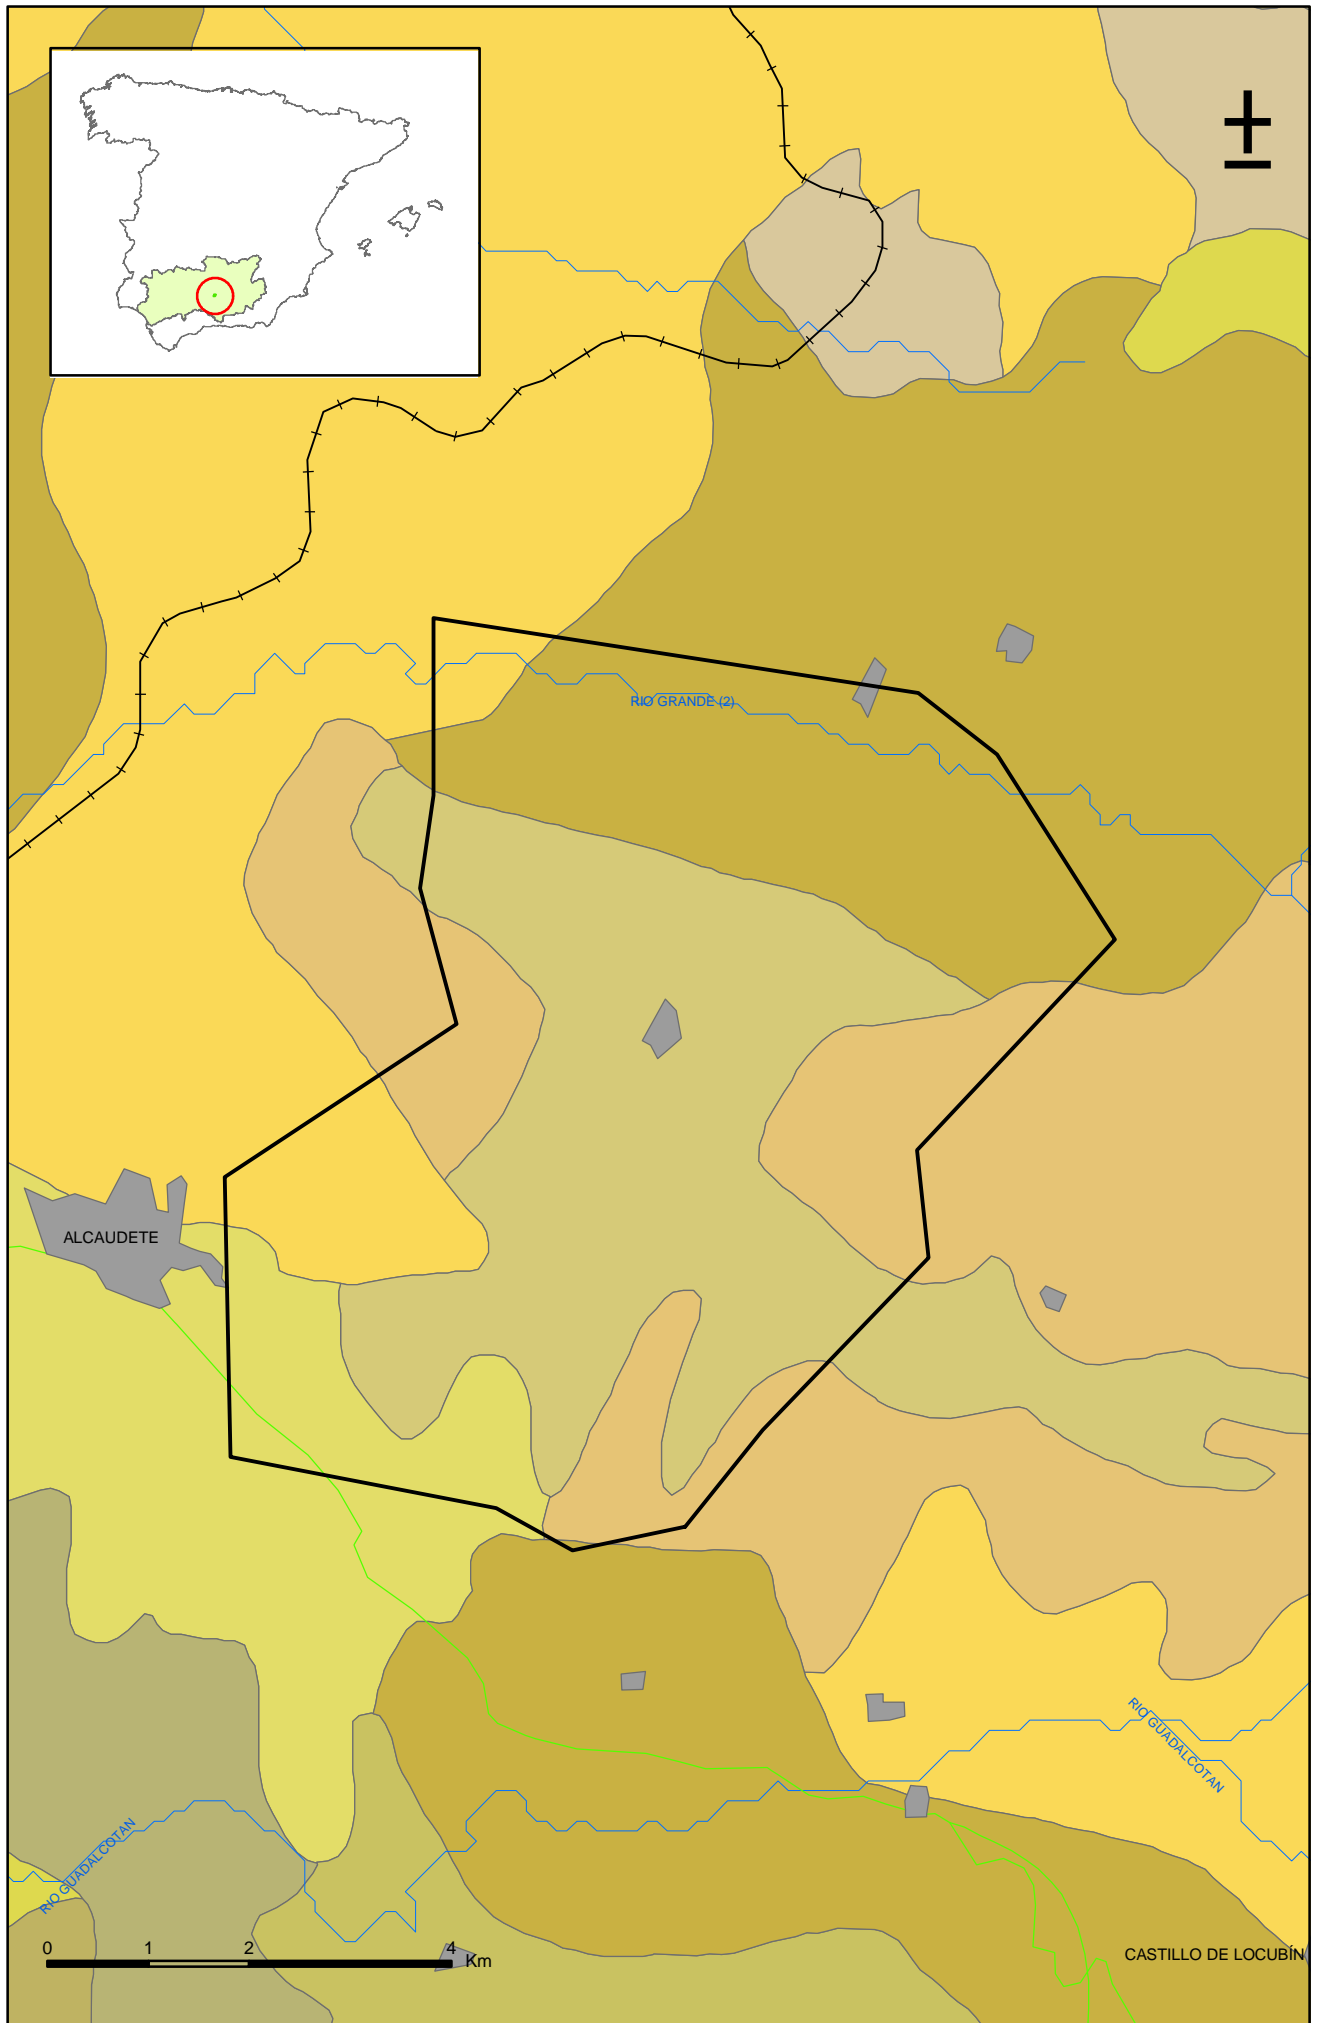 RIO GRANDE (2)
ALCAUDETE
RIO GUADALCOTAN
RIO GUADALCOTAN
0 1 2 4
Km
CASTILLO DE LOCUBÍN